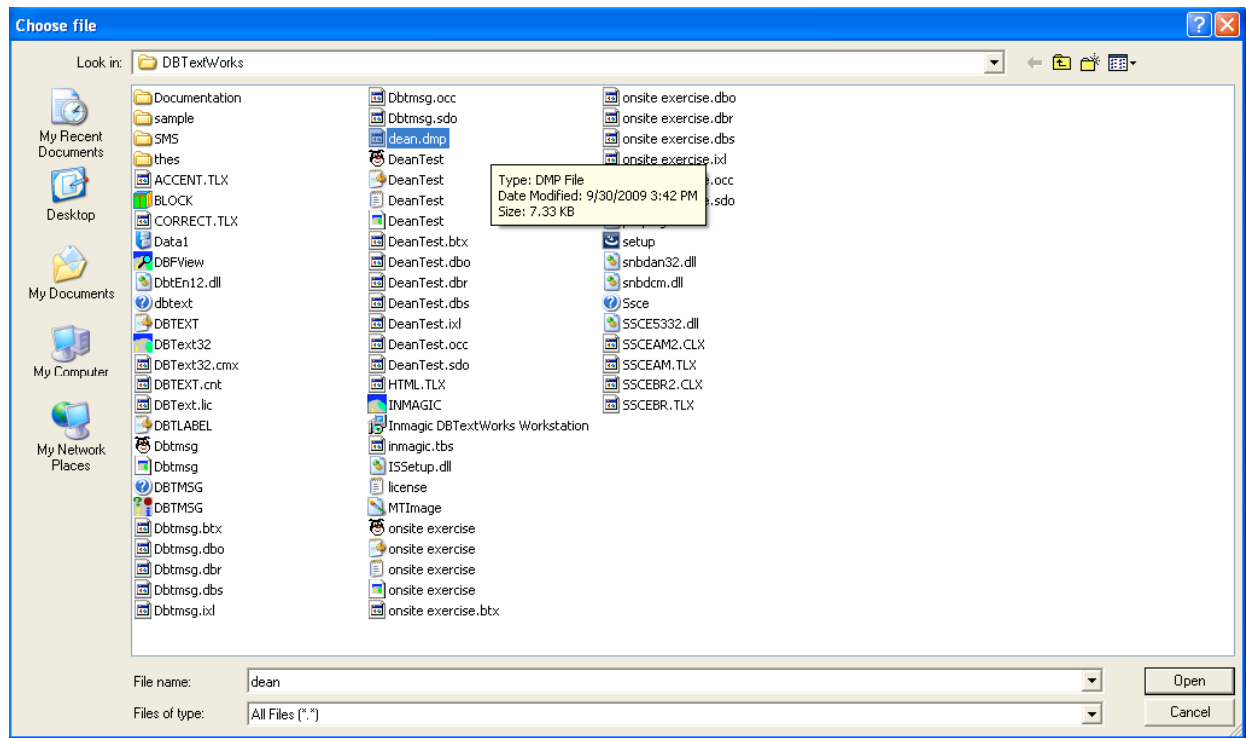 Choose file
Look in:
DBTextWorks
My Recent
Documents
Desktop
My Documents
My Computer
My Network
Places
Documentation
sample
SMS
thes
ACCENT.TLX
BLOCK
CORRECT.TLX
Data1
DBFView
DbtEn12.dll
dbtext
DBTEXT
DBText32
DBText32.cmx
DBTEXT.cnt
DBText.lic
DBTLABEL
Dbtmsg
Dbtmsg
DBTMSG
DBTMSG
Dbtmsg.btx
Dbtmsg.dbo
Dbtmsg.dbr
Dbtmsg.dbs
Dbtmsg.ixl
Dbtmsg.occ
Dbtmsg.sdo
dean.dmp
DeanTest
DeanTest
DeanTest
DeanTest
DeanTest.btx
DeanTest.dbo
DeanTest.dbr
DeanTest.dbs
DeanTest.ixl
DeanTest.occ
DeanTest.sdo
HTML.TLX
INMAGIC
Inmagic DBTextWorks Workstation
inmagic.tbs
ISSetup.dll
license
MTImage
onsite exercise
onsite exercise
onsite exercise
onsite exercise
onsite exercise.btx
onsite exercise.dbo
onsite exercise.dbr
onsite exercise.dbs
onsite exercise.ixl
.occ
.sdo
setup
snbdan32.dll
snbdcm.dll
Ssce
SSCE5332.dll
SSCEAM2.CLX
SSCEAM.TLX
SSCEBR2.CLX
SSCEBR.TLX
Type: DMP File
Date Modified: 9/30/2009 3:42 PM
Size: 7.33 KB
File name:
dean
Open
Files of type:
All Files (*.*)
Cancel